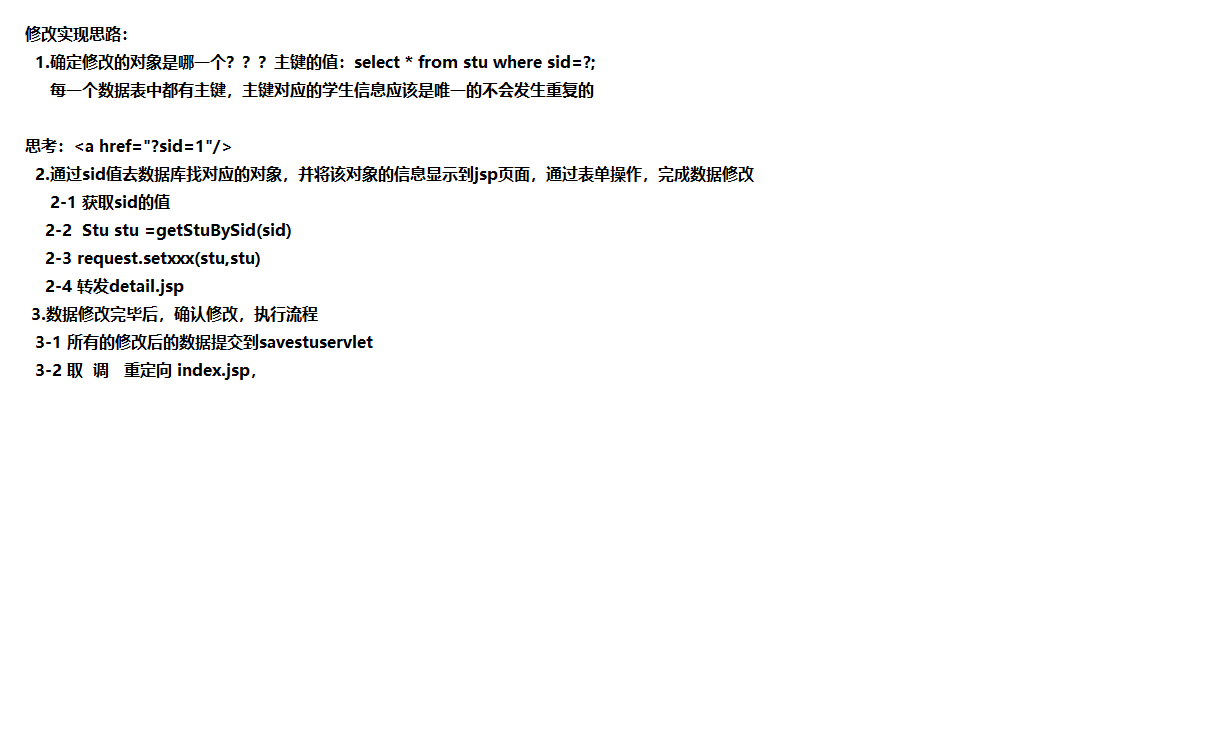 修改实现思路：
1.确定修改的对象是哪一个？？？主键的值：select * from stu where sid=?;
每一个数据表中都有主键，主键对应的学生信息应该是唯一的不会发生重复的
思考：<a href="?sid=1"/>
2.通过sid值去数据库找对应的对象，并将该对象的信息显示到jsp页面，通过表单操作，完成数据修改
2-1 获取sid的值
2-2  Stu stu =getStuBySid(sid)
2-3 request.setxxx(stu,stu)
2-4 转发detail.jsp
3.数据修改完毕后，确认修改，执行流程
3-1 所有的修改后的数据提交到savestuservlet
3-2 取  调   重定向 index.jsp，